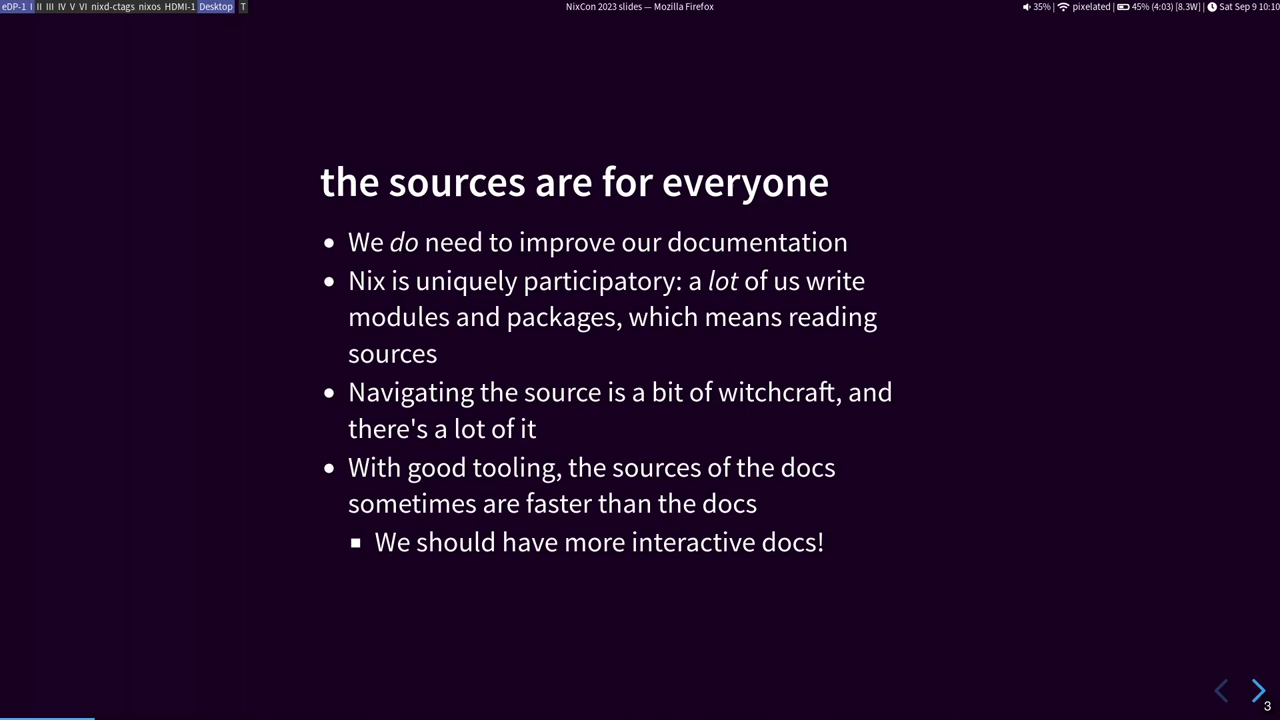 eDP-1 I II III IV V VI nixd-ctags nixos HDMI-1 Desktop T NixCon 2023 slides — Mozilla Firefox 35% | pixelated | 45% (4:03) [8.3W] | Sat Sep 9 10:10
the sources are for everyone
We do need to improve our documentation
Nix is uniquely participatory: a lot of us write
modules and packages, which means reading
sources
Navigating the source is a bit of witchcraft, and
there's a lot of it
With good tooling, the sources of the docs
sometimes are faster than the docs
We should have more interactive docs!
3